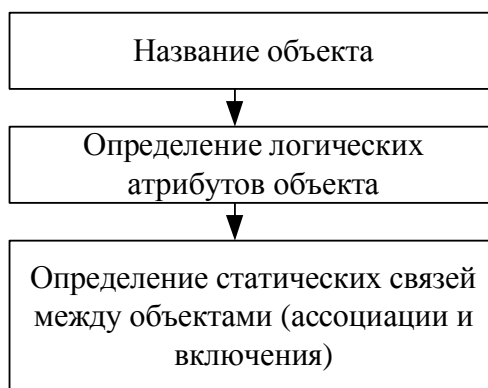 Название объекта
Определение логических
атрибутов объекта
Определение статических связей
между объектами (ассоциации и
включения)